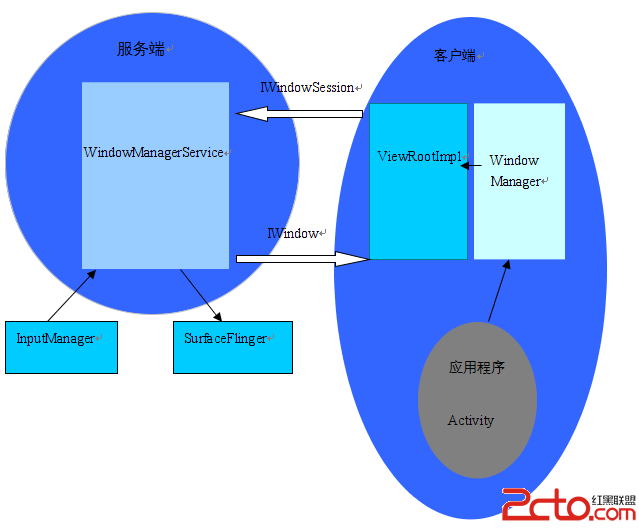 服务端
客户端
IWindowSession
WindowManagerService
ViewRootImpl
Window
Manager
IWindow
InputManager
SurfaceFlinger
应用程序
Activity
2cto.com
红黑联盟